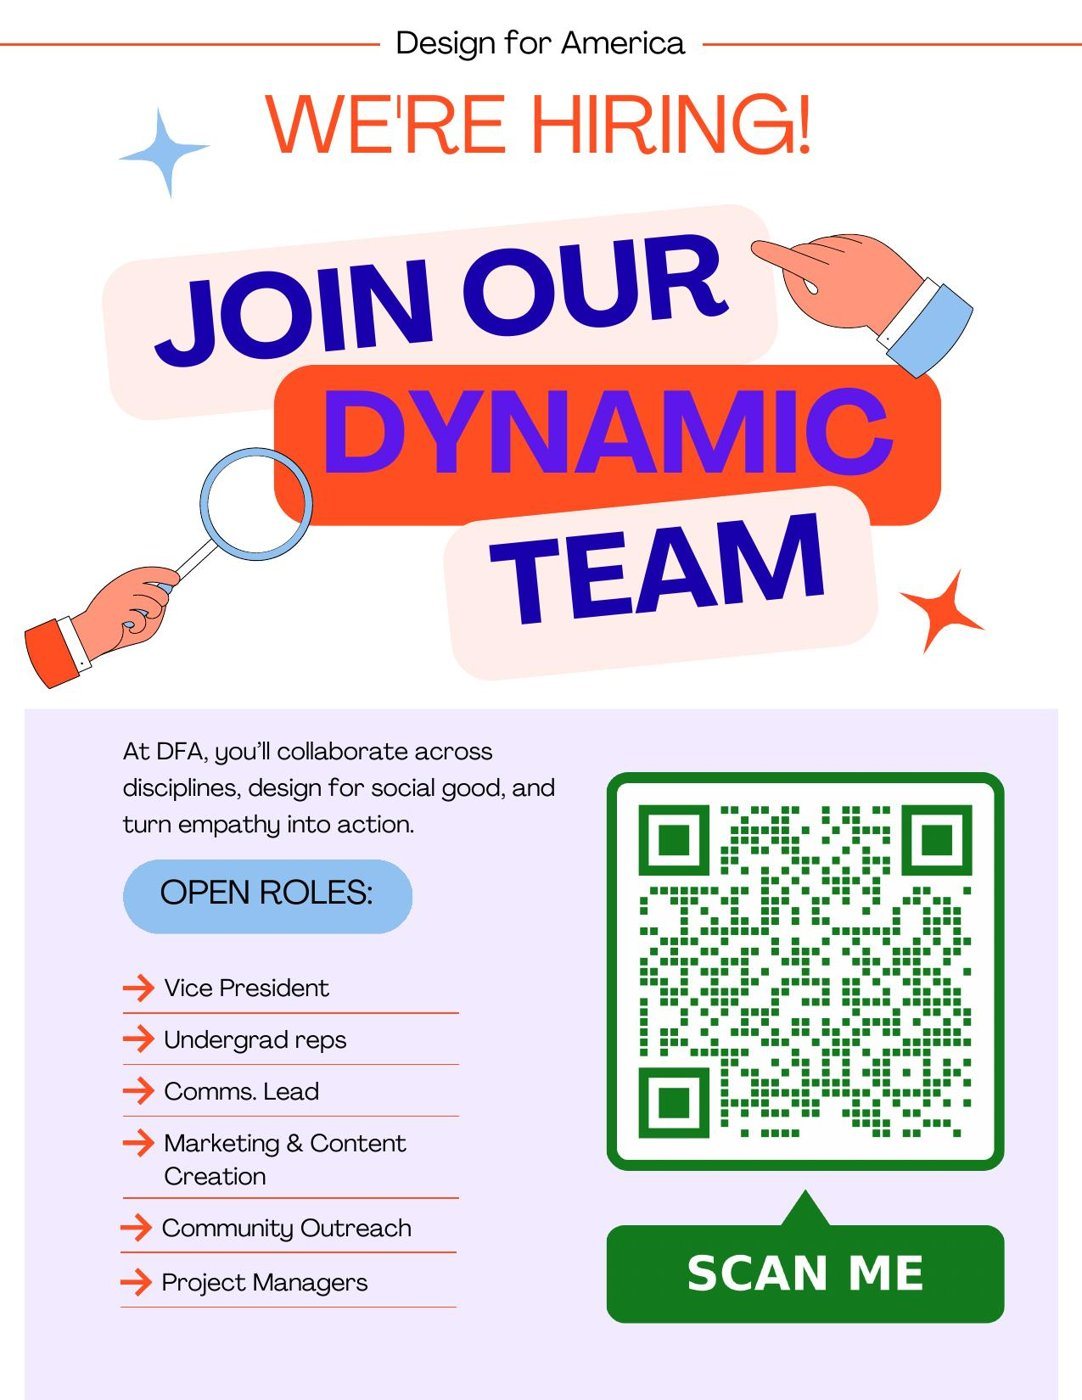 Design for America
WE'RE HIRING!
JOIN OUR
DYNAMIC
TEAM
At DFA, you’ll collaborate across
disciplines, design for social good, and
turn empathy into action.
OPEN ROLES:
Vice President
Undergrad reps
Comms. Lead
Marketing & Content
Creation
Community Outreach
Project Managers
SCAN ME